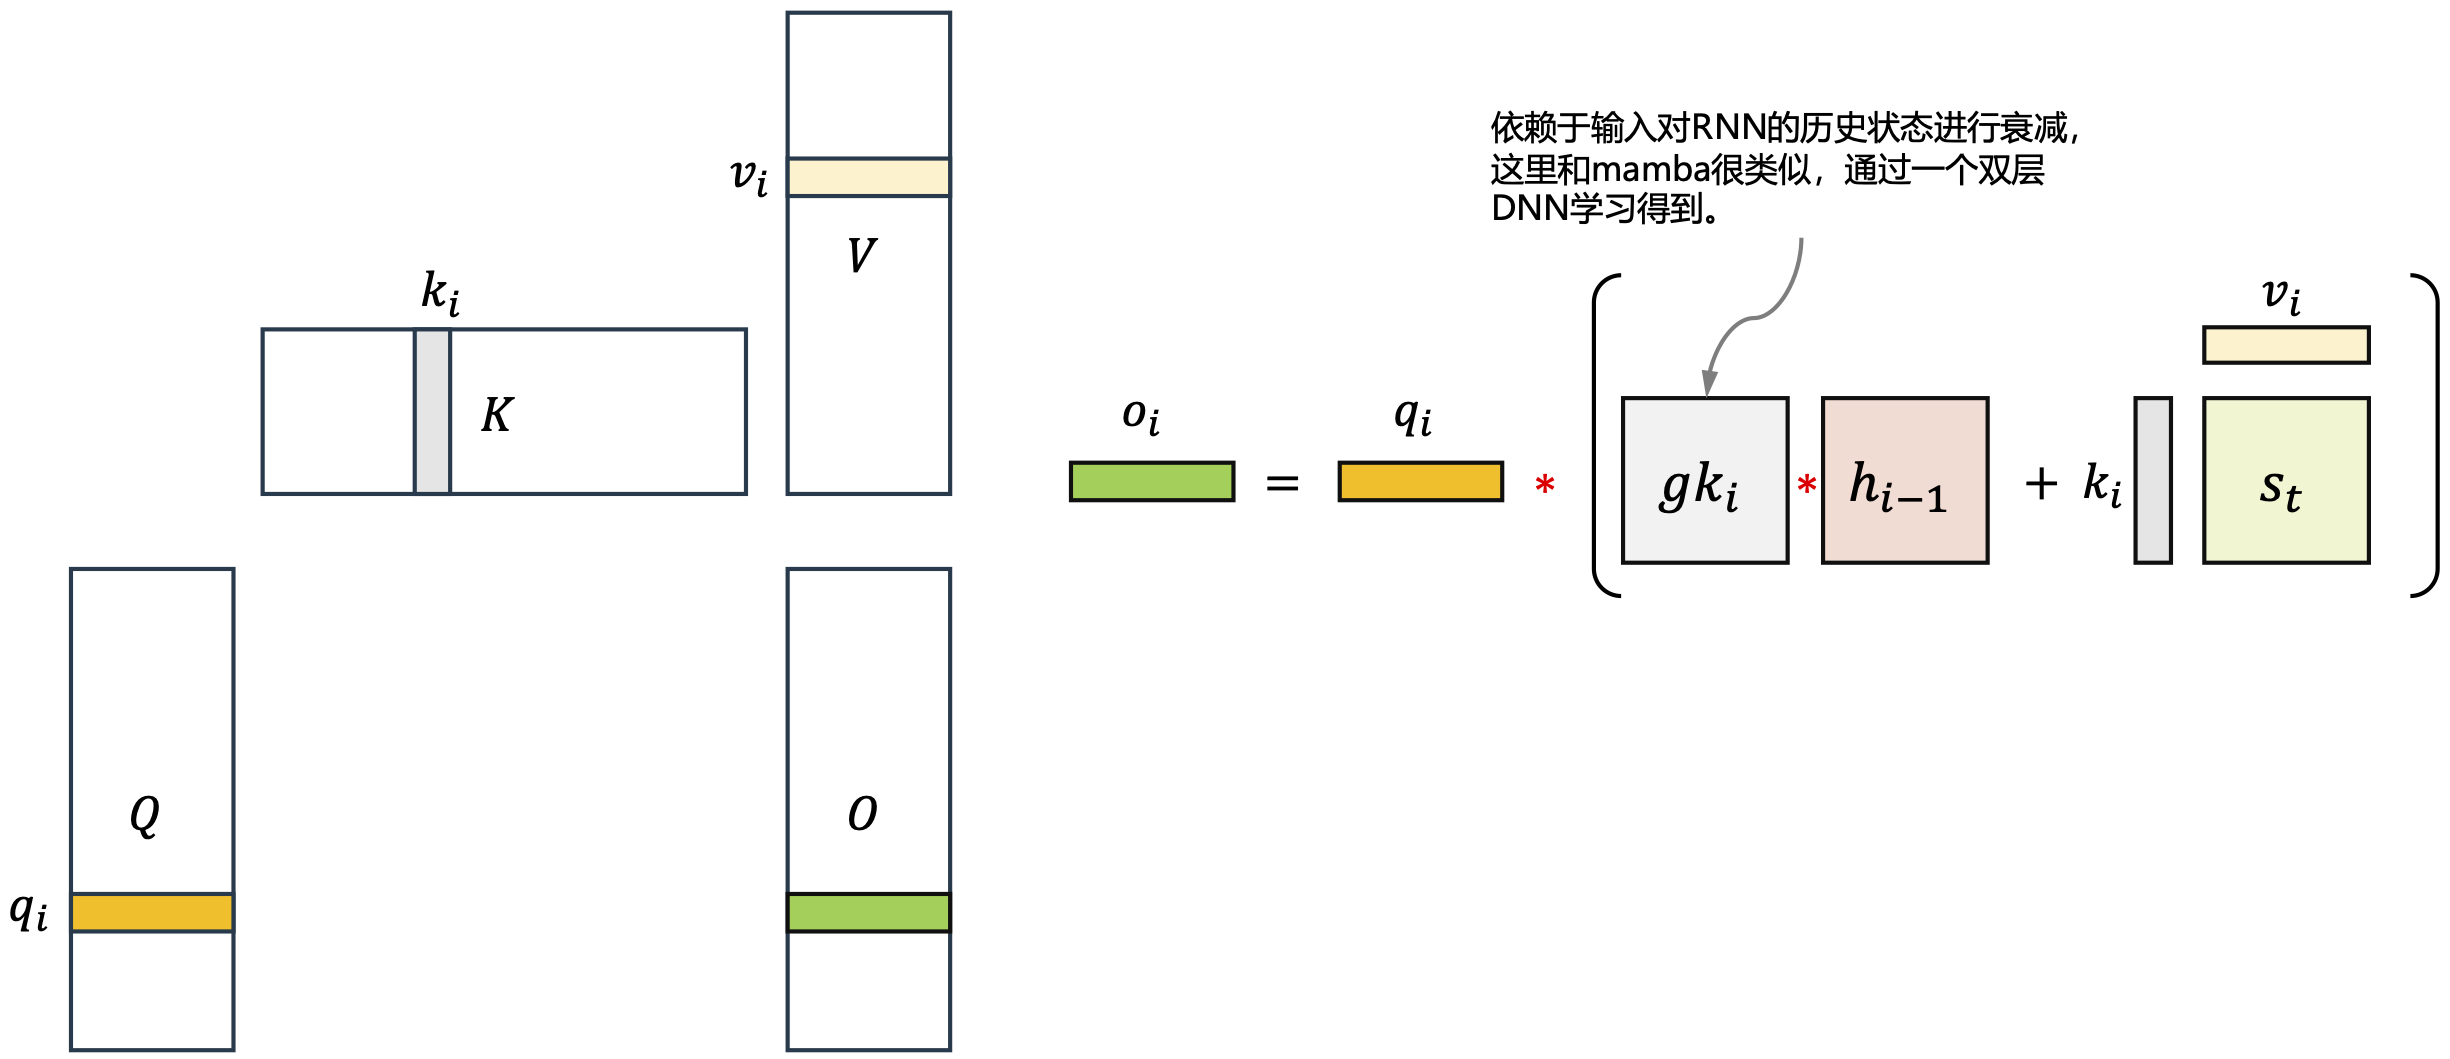 依赖于输入对RNN的历史状态进行衰减，
这里和mamba很类似，通过一个双层
DNN学习得到。
v_i
V
k_i
K
Q
q_i
O
o_i = q_i * ( gk_i * h_{i-1} + k_i s_t )
v_i